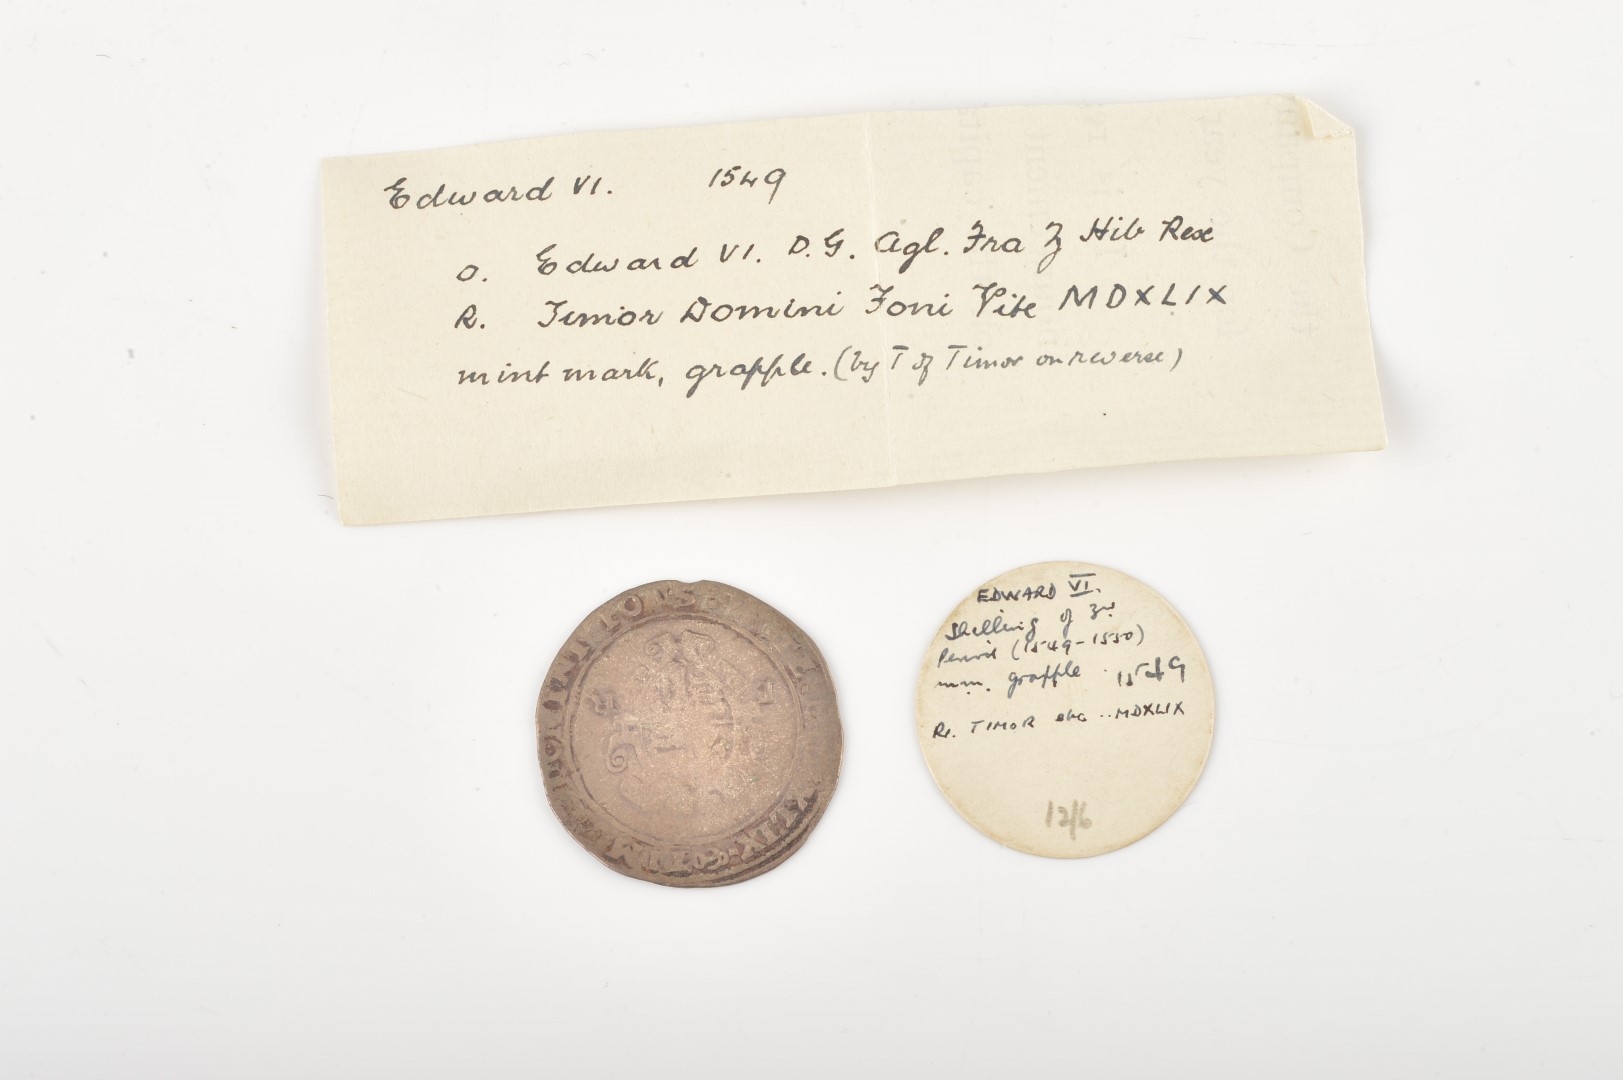 Edward VI. 1549
O. Edward VI. D.G. Agl. Fra Z Hib Rex
R. Timor Domini Foni Vite MDXLIX
mint mark, grapple. (by T of Timor on reverse)
EDWARD VI.
Shilling of 2nd
Period (1549-1550)
m.m. grapple . 1549
R. TIMOR etc .. MDXLIX
12/6